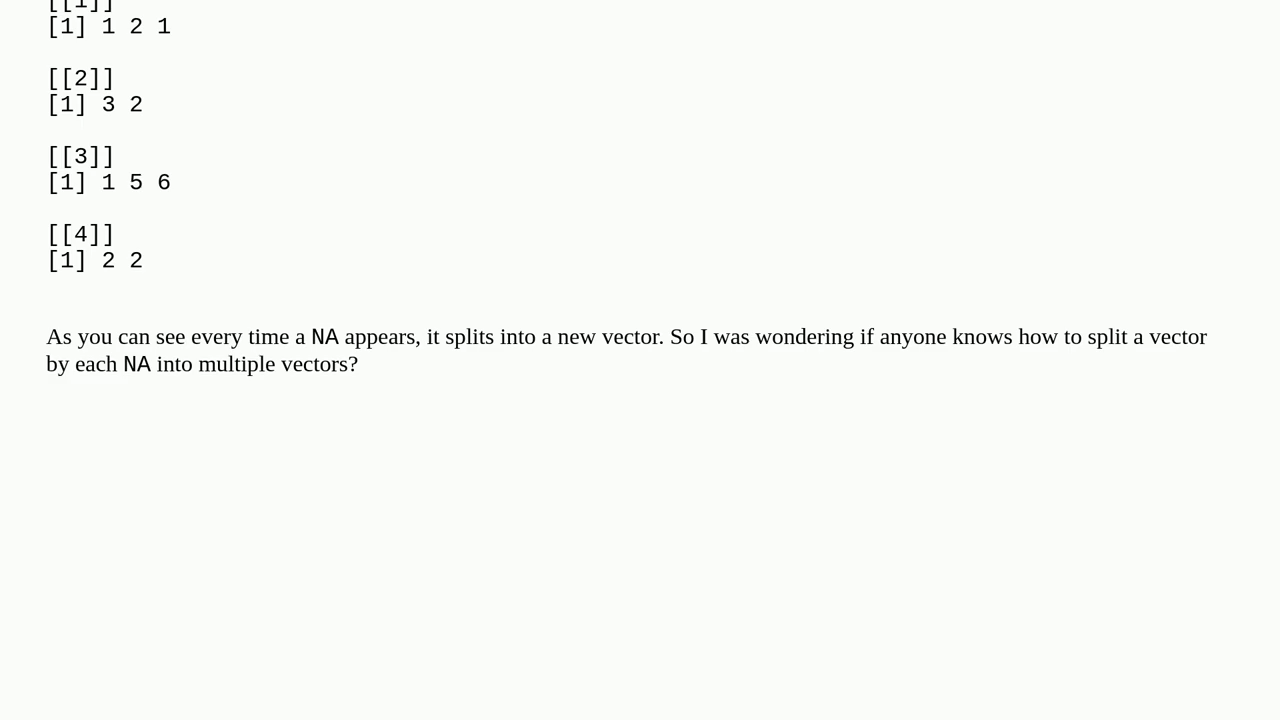 [[1]]
[1] 1 2 1
[[2]]
[1] 3 2
[[3]]
[1] 1 5 6
[[4]]
[1] 2 2
As you can see every time a NA appears, it splits into a new vector. So I was wondering if anyone knows how to split a vector
by each NA into multiple vectors?